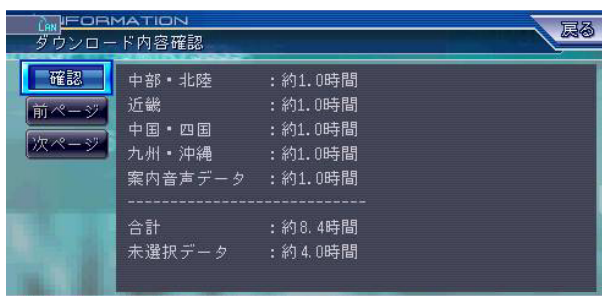 LAN INFORMATION
戻る
ダウンロード内容確認
確認
前ページ
次ページ
中部・北陸 :約1.0時間
近畿 :約1.0時間
中国・四国 :約1.0時間
九州・沖縄 :約1.0時間
案内音声データ :約1.0時間
------------------------------
合計 :約8.4時間
未選択データ :約4.0時間